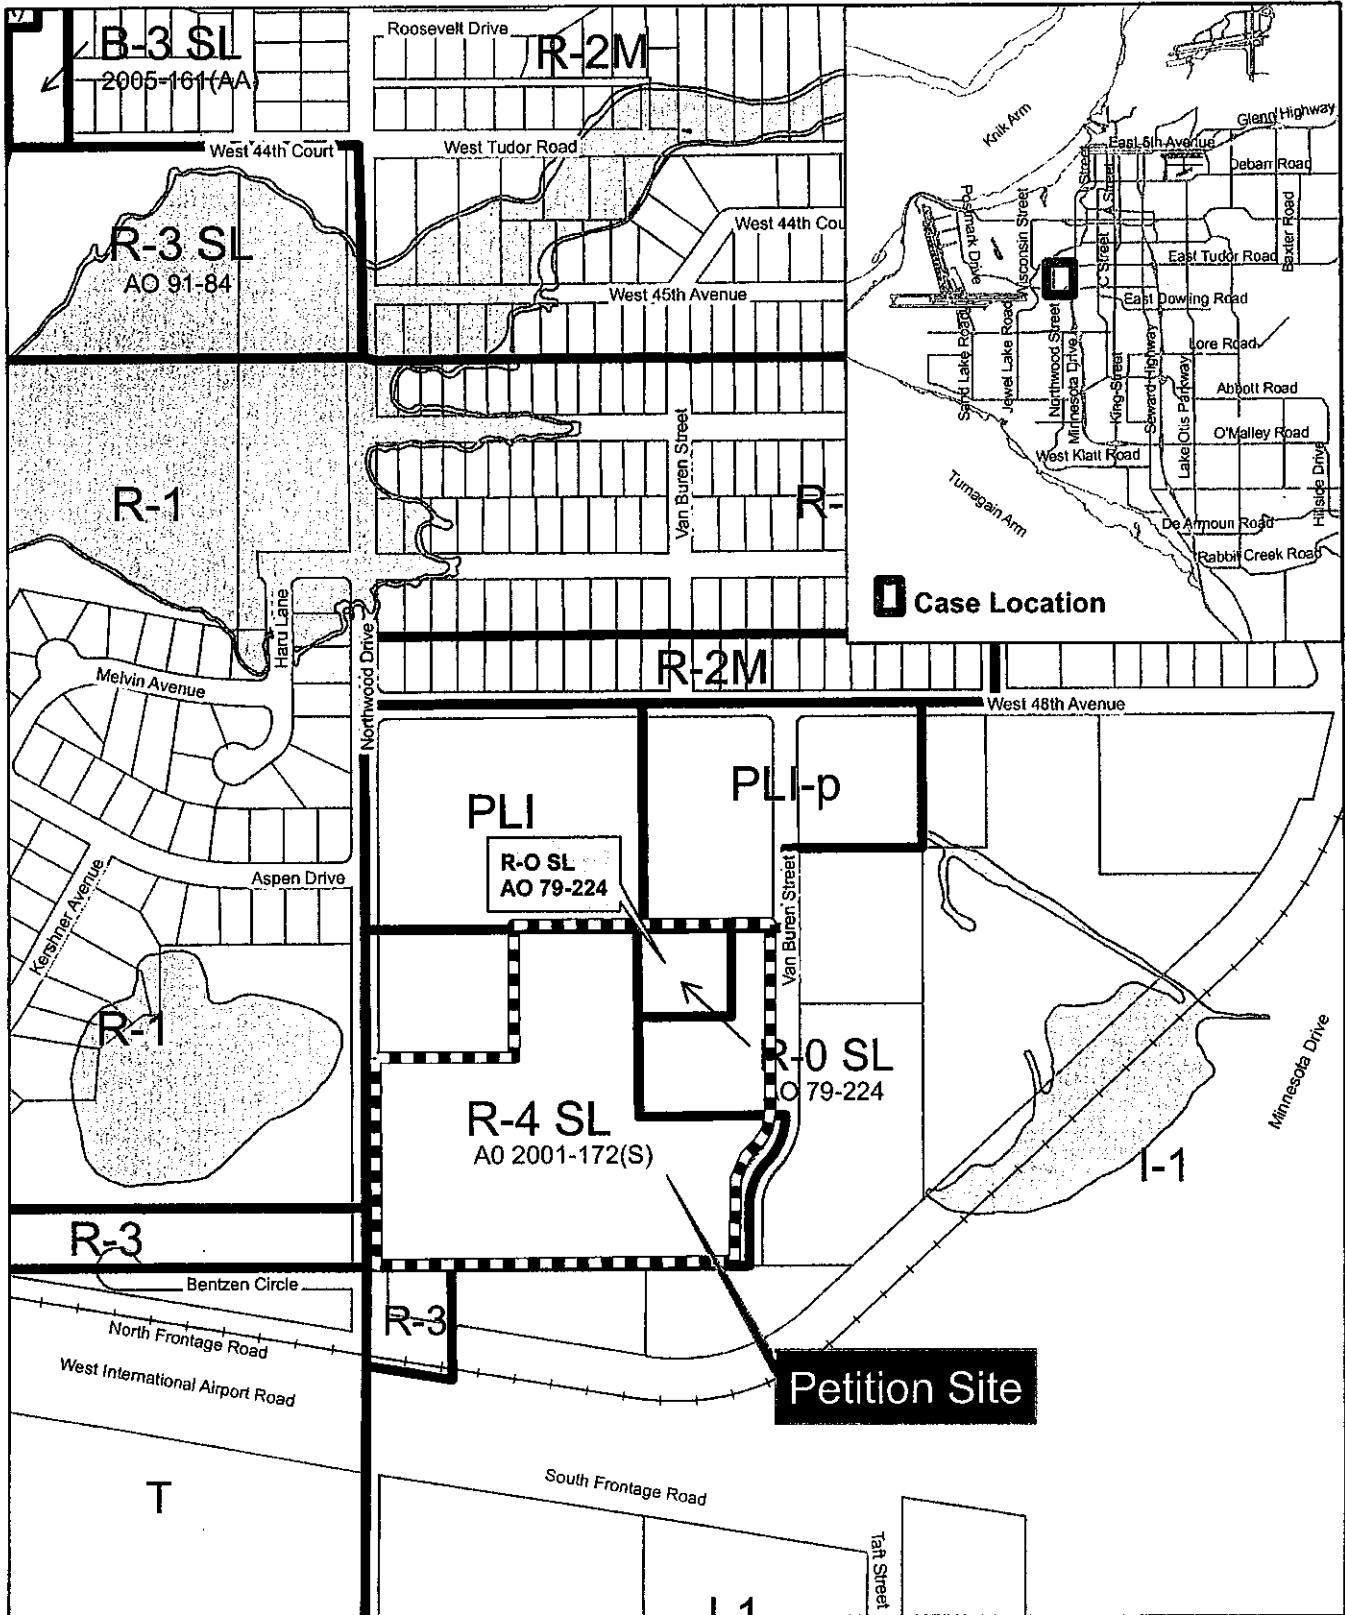 B-3 SL
2005-161(AA)
Roosevelt Drive
R-2M
West 44th Court
West Tudor Road
R-3 SL
AO 91-84
West 44th Cou
West 45th Avenue
R-1
Van Buren Street
R-
Haru Lane
Melvin Avenue
Northwood Drive
R-2M
West 48th Avenue
PLI
PLI-p
R-O SL
AO 79-224
Aspen Drive
Kershner Avenue
Van Buren Street
R-1
R-0 SL
AO 79-224
R-4 SL
A0 2001-172(S)
I-1
Minnesota Drive
R-3
Bentzen Circle
R-3
North Frontage Road
West International Airport Road
Petition Site
T
South Frontage Road
Taft Street
I-1
Knik Arm
Glenn Highway
East 5th Avenue
Debarr Road
Street
A Street
Postmark Drive
Wisconsin Street
C Street
Baxter Road
East Tudor Road
East Dowling Road
Sand Lake Road
Jewel Lake Road
Northwood Street
Minnesota Drive
King Street
Seward Highway
Lake Otis Parkway
Lore Road
Abbott Road
O'Malley Road
West Klatt Road
Hillside Drive
Turnagain Arm
De Armoun Road
Rabbit Creek Road
Case Location